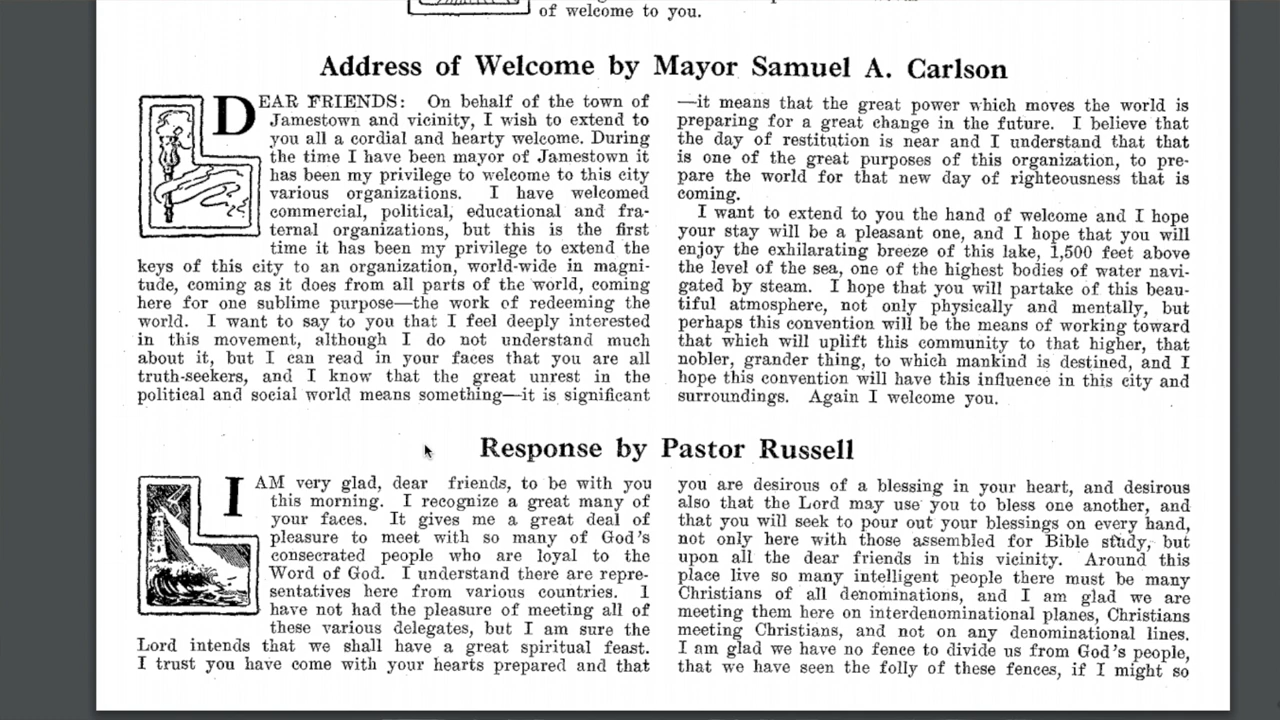 of welcome to you.
Address of Welcome by Mayor Samuel A. Carlson
DEAR FRIENDS: On behalf of the town of
Jamestown and vicinity, I wish to extend to
you all a cordial and hearty welcome. During
the time I have been mayor of Jamestown it
has been my privilege to welcome to this city
various organizations. I have welcomed
commercial, political, educational and fra-
ternal organizations, but this is the first
time it has been my privilege to extend the
keys of this city to an organization, world-wide in magni-
tude, coming as it does from all parts of the world, coming
here for one sublime purpose—the work of redeeming the
world. I want to say to you that I feel deeply interested
in this movement, although I do not understand much
about it, but I can read in your faces that you are all
truth-seekers, and I know that the great unrest in the
political and social world means something—it is significant
—it means that the great power which moves the world is
preparing for a great change in the future. I believe that
the day of restitution is near and I understand that that
is one of the great purposes of this organization, to pre-
pare the world for that new day of righteousness that is
coming.
I want to extend to you the hand of welcome and I hope
your stay will be a pleasant one, and I hope that you will
enjoy the exhilarating breeze of this lake, 1,500 feet above
the level of the sea, one of the highest bodies of water navi-
gated by steam. I hope that you will partake of this beau-
tiful atmosphere, not only physically and mentally, but
perhaps this convention will be the means of working toward
that which will uplift this community to that higher, that
nobler, grander thing, to which mankind is destined, and I
hope this convention will have this influence in this city and
surroundings. Again I welcome you.
Response by Pastor Russell
I AM very glad, dear friends, to be with you
this morning. I recognize a great many of
your faces. It gives me a great deal of
pleasure to meet with so many of God's
consecrated people who are loyal to the
Word of God. I understand there are repre-
sentatives here from various countries. I
have not had the pleasure of meeting all of
these various delegates, but I am sure the
Lord intends that we shall have a great spiritual feast.
I trust you have come with your hearts prepared and that
you are desirous of a blessing in your heart, and desirous
also that the Lord may use you to bless one another, and
that you will seek to pour out your blessings on every hand,
not only here with those assembled for Bible study, but
upon all the dear friends in this vicinity. Around this
place live so many intelligent people there must be many
Christians of all denominations, and I am glad we are
meeting them here on interdenominational planes, Christians
meeting Christians, and not on any denominational lines.
I am glad we have no fence to divide us from God's people,
that we have seen the folly of these fences, if I might so